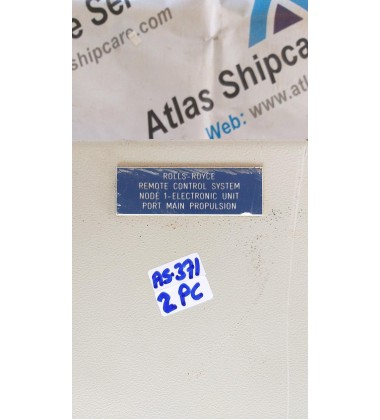 e Se
shipcare.com
Atlas Shipca
Web: www.
atl
ROLLS-ROYCE
REMOTE CONTROL SYSTEM
NODE 1-ELECTRONIC UNIT
PORT MAIN PROPULSION
AS-371
2 PC